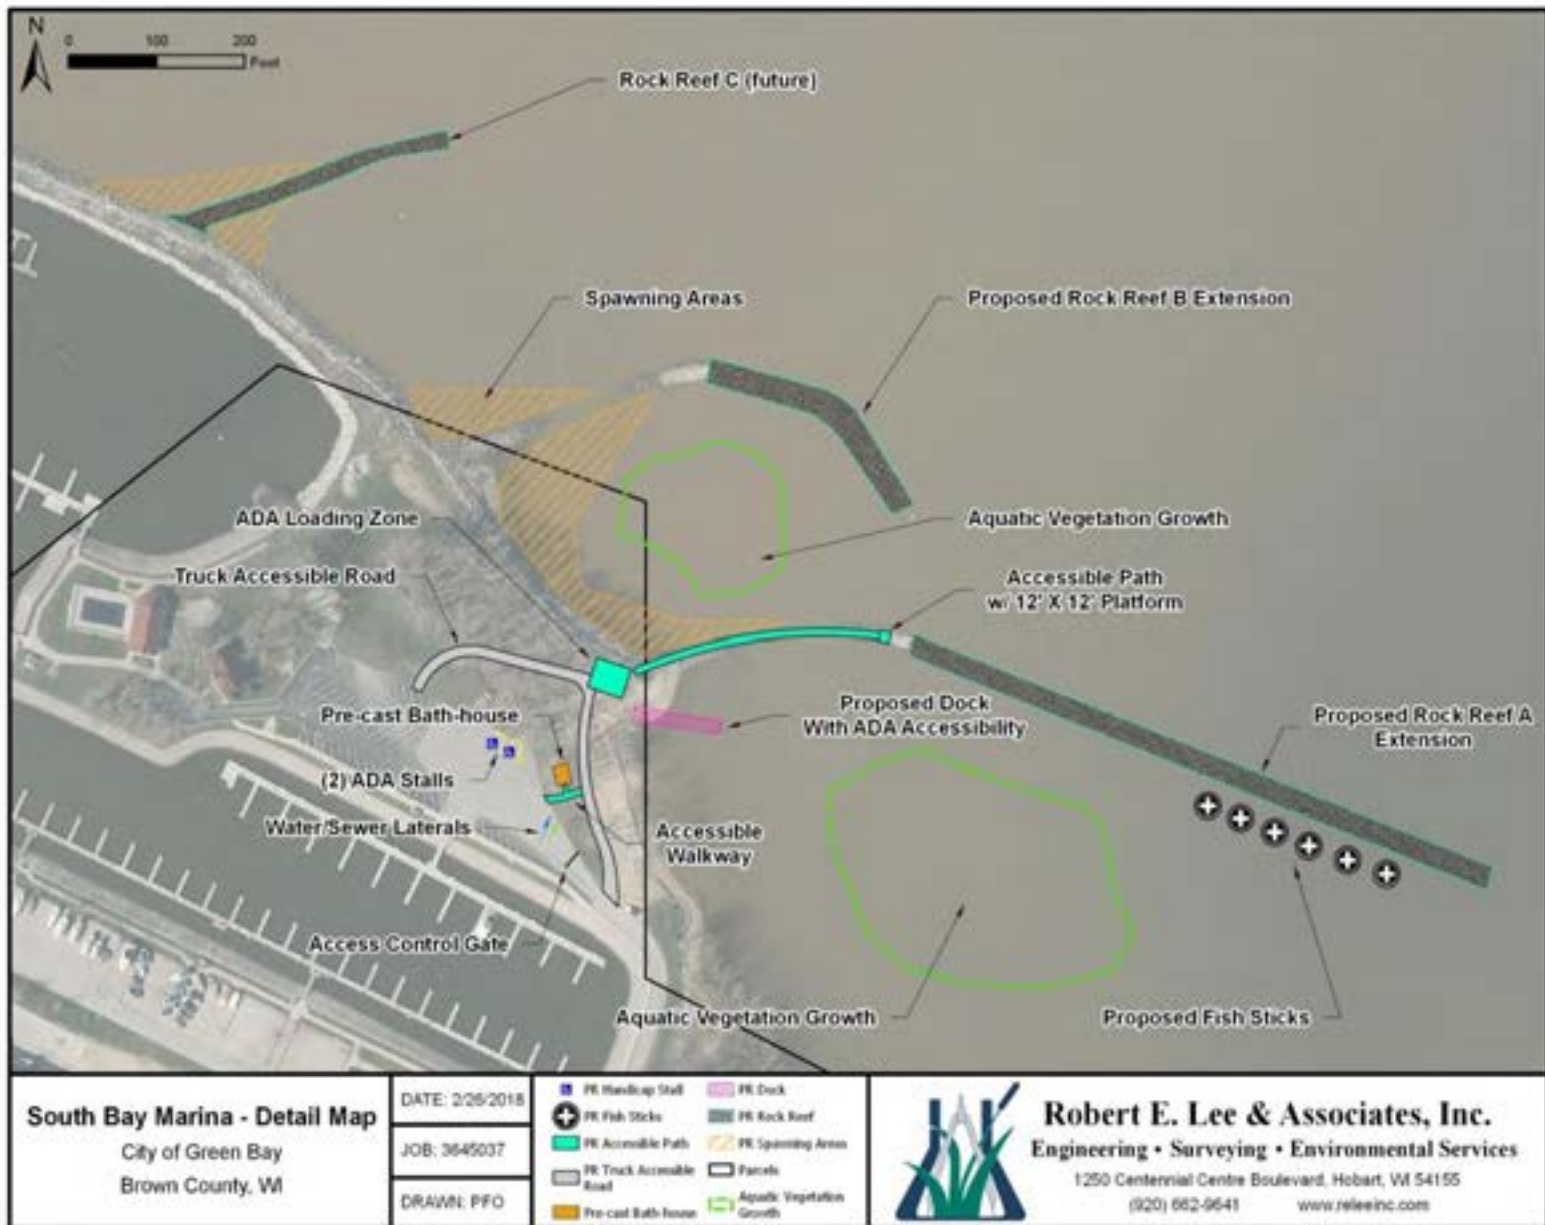 N
0 100 200
Feet
Rock Reef C (future)
Spawning Areas
Proposed Rock Reef B Extension
ADA Loading Zone
Aquatic Vegetation Growth
Truck Accessible Road
Accessible Path
w/ 12' X 12' Platform
Pre-cast Bath-house
Proposed Dock
With ADA Accessibility
Proposed Rock Reef A
Extension
(2) ADA Stalls
Water/Sewer Laterals
Accessible
Walkway
Access Control Gate
Aquatic Vegetation Growth
Proposed Fish Sticks
South Bay Marina - Detail Map
City of Green Bay
Brown County, WI
DATE: 2/26/2018
JOB: 3645037
DRAWN: PFO
PR Handicap Stall
PR Fish Sticks
PR Accessible Path
PR Truck Accessible
Road
Pre-cast Bath-house
PR Dock
PR Rock Reef
PR Spawning Areas
Parcels
Aquatic Vegetation
Growth
Robert E. Lee & Associates, Inc.
Engineering • Surveying • Environmental Services
1250 Centennial Centre Boulevard, Hobart, WI 54155
(920) 662-9641 www.releeinc.com